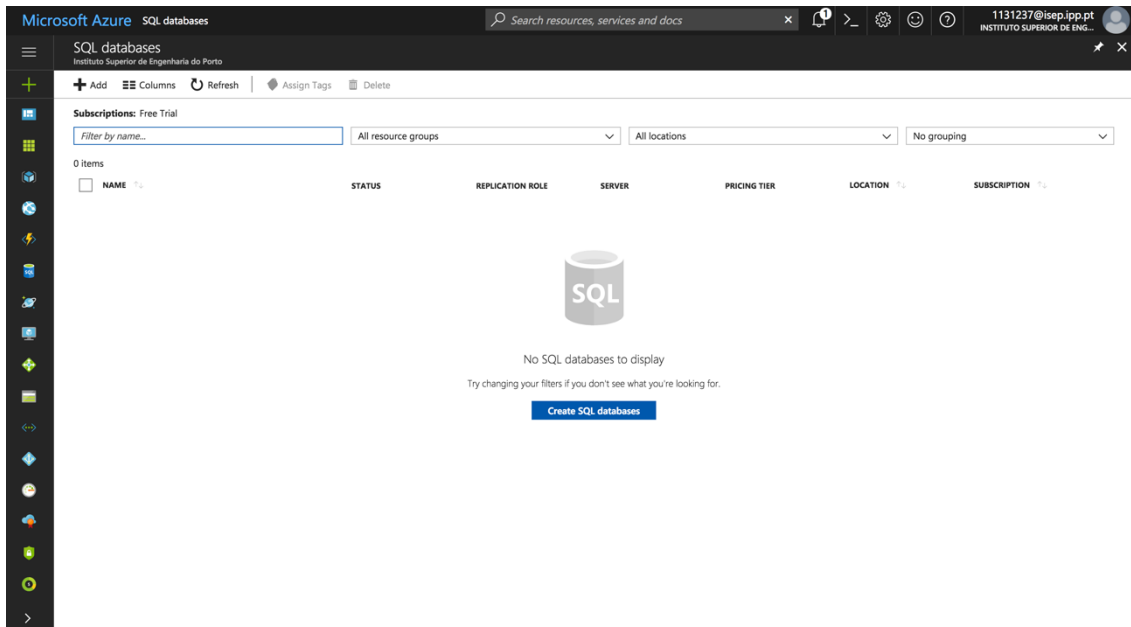 Microsoft Azure SQL databases
Search resources, services and docs
1
1131237@isep.ipp.pt
INSTITUTO SUPERIOR DE ENG...
SQL databases
Instituto Superior de Engenharia do Porto
Add Columns Refresh Assign Tags Delete
Subscriptions: Free Trial
Filter by name... All resource groups All locations No grouping
0 items
NAME STATUS REPLICATION ROLE SERVER PRICING TIER LOCATION SUBSCRIPTION
SQL
SQL
No SQL databases to display
Try changing your filters if you don't see what you're looking for.
Create SQL databases